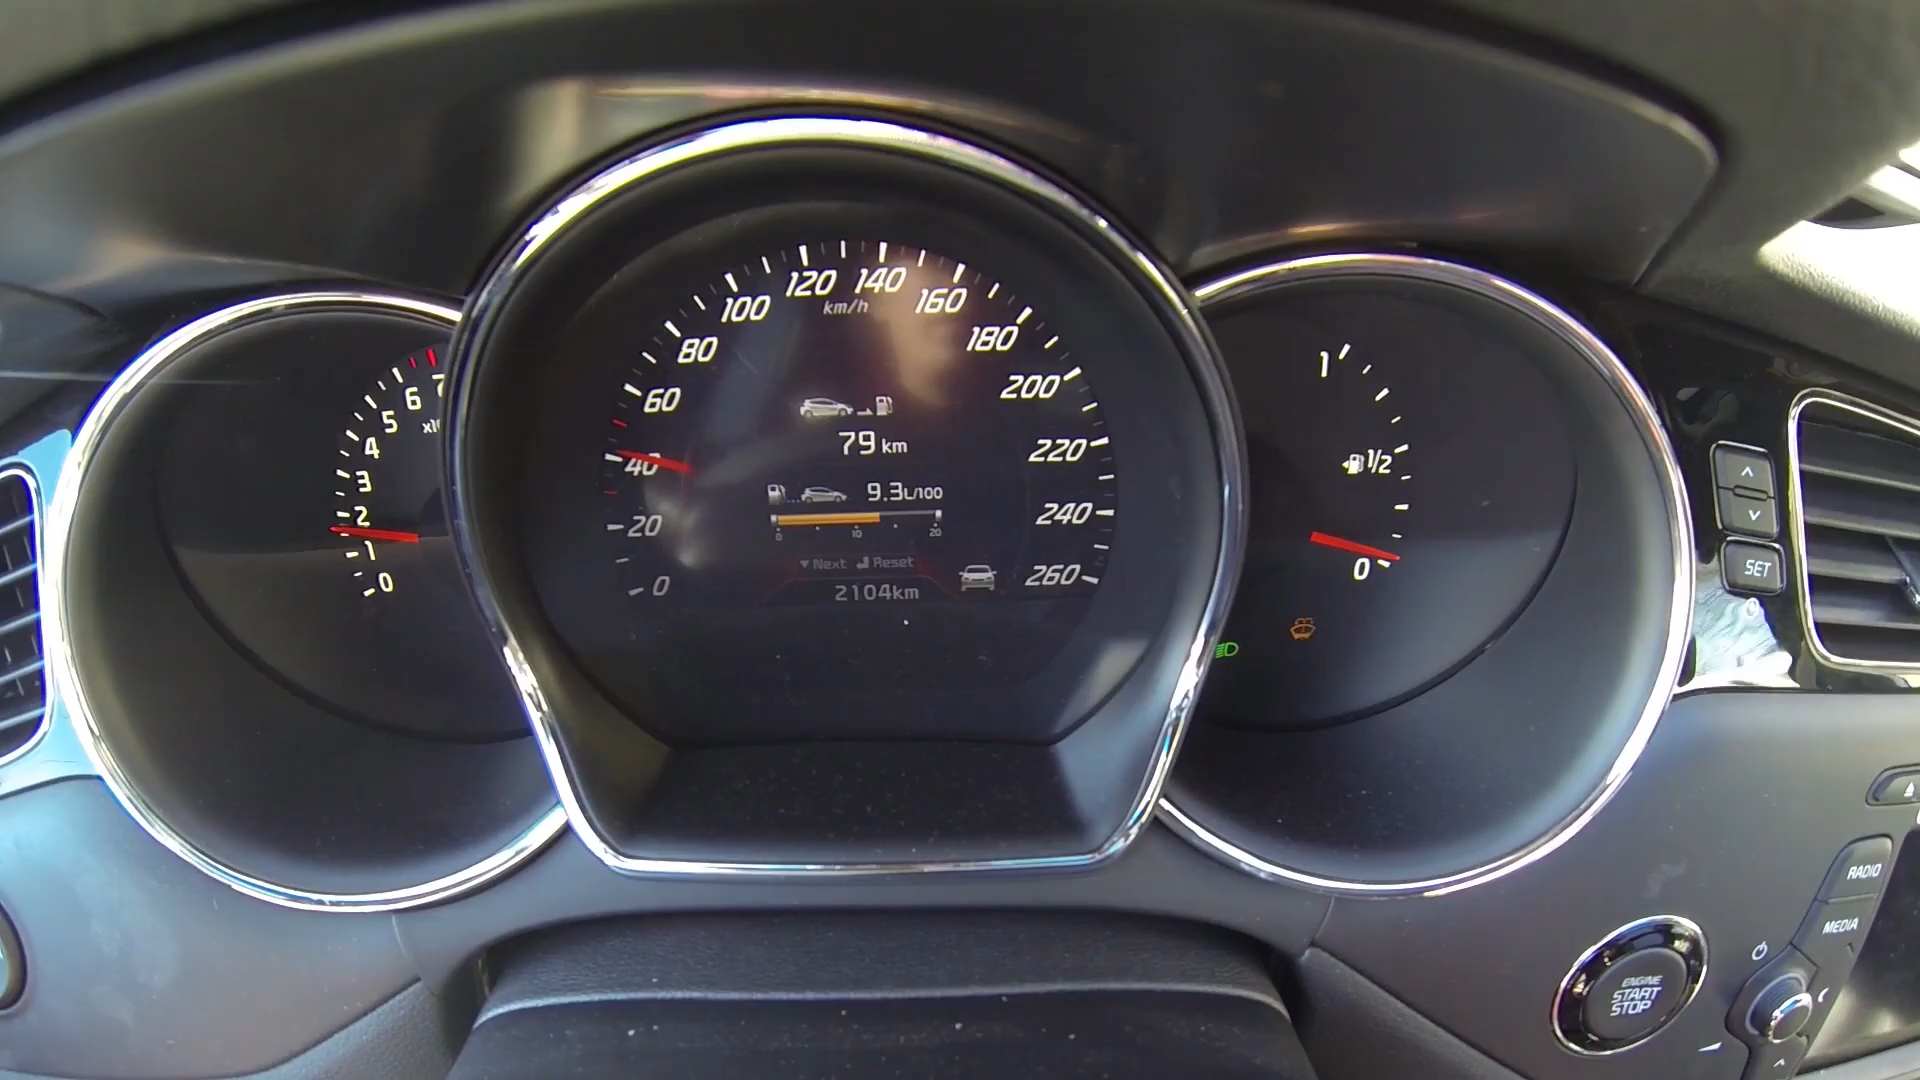 0
1
2
3
4
5
6
7
0
20
40
60
80
100
120
140
160
180
200
220
240
260
km/h
79 km
9.3L/100
0 10 20
▼Next Reset
2104km
1
1/2
0
SET
RADIO
MEDIA
ENGINE
START
STOP